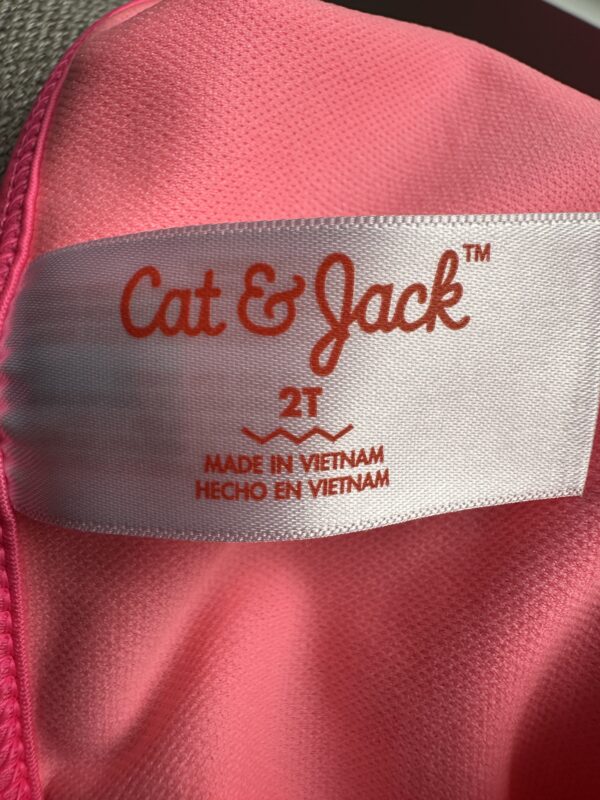 Cat & Jack™
2T
MADE IN VIETNAM
HECHO EN VIETNAM